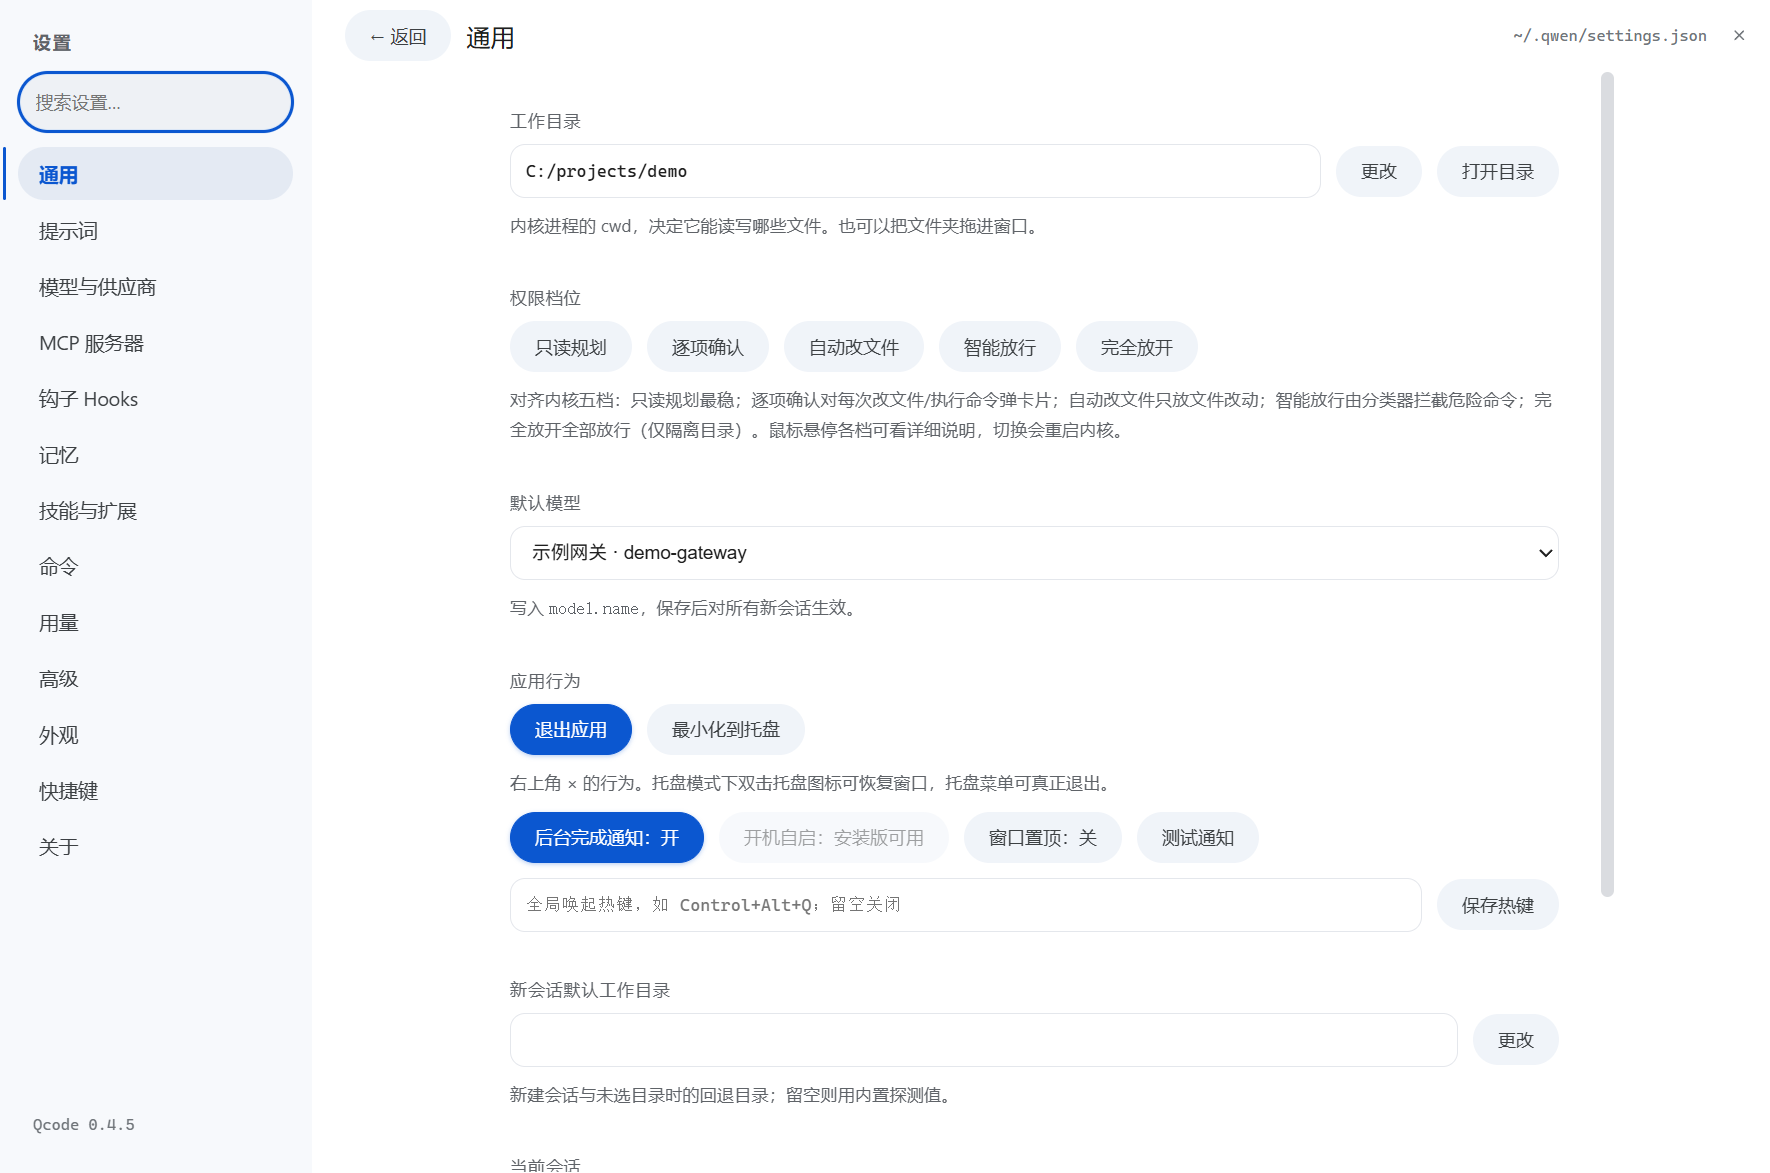 设置
搜索设置...
通用
提示词
模型与供应商
MCP 服务器
钩子 Hooks
记忆
技能与扩展
命令
用量
高级
外观
快捷键
关于
Qcode 0.4.5
← 返回
通用
~/.qwen/settings.json ×
工作目录
C:/projects/demo
更改
打开目录
内核进程的 cwd，决定它能读写哪些文件。也可以把文件夹拖进窗口。
权限档位
只读规划
逐项确认
自动改文件
智能放行
完全放开
对齐内核五档：只读规划最稳；逐项确认对每次改文件/执行命令弹卡片；自动改文件只放文件改动；智能放行由分类器拦截危险命令；完
全放开全部放行（仅隔离目录）。鼠标悬停各档可看详细说明，切换会重启内核。
默认模型
示例网关 · demo-gateway
写入 model.name，保存后对所有新会话生效。
应用行为
退出应用
最小化到托盘
右上角 × 的行为。托盘模式下双击托盘图标可恢复窗口，托盘菜单可真正退出。
后台完成通知：开
开机自启：安装版可用
窗口置顶：关
测试通知
全局唤起热键，如 Control+Alt+Q；留空关闭
保存热键
新会话默认工作目录
更改
新建会话与未选目录时的回退目录；留空则用内置探测值。
当前会话